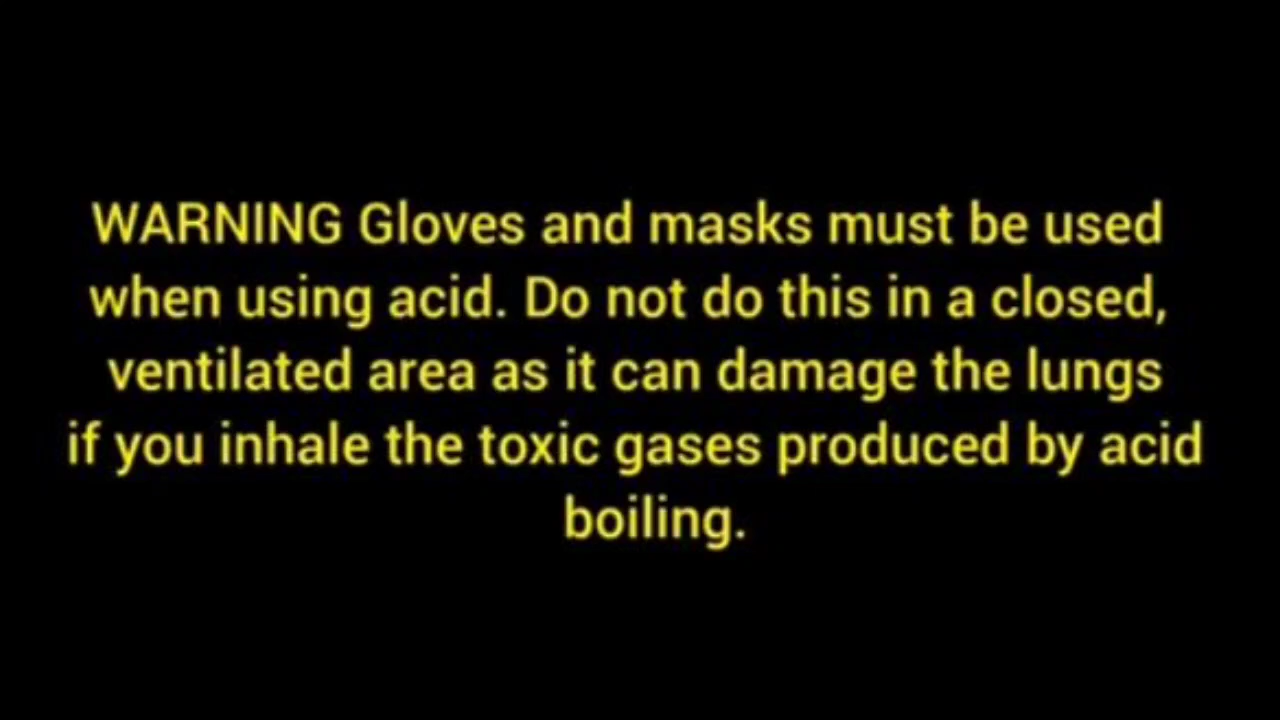 WARNING Gloves and masks must be used
when using acid. Do not do this in a closed,
ventilated area as it can damage the lungs
if you inhale the toxic gases produced by acid
boiling.